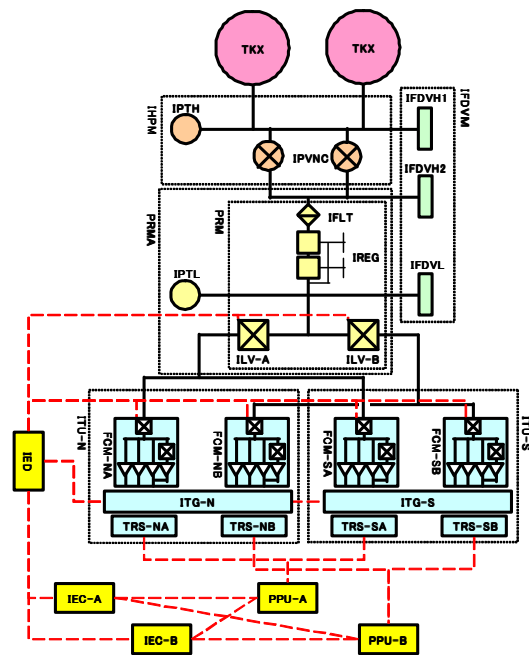 TKX
TKX
IHPM
IPTH
IFDVH1
IFDVM
IPVNC
IFDVH2
PRMA
PRM
IFLT
IREG
IPTL
IFDVL
ILV-A
ILV-B
ITU-N
FCM-NA
FCM-NB
FCM-SA
FCM-SB
ITU-S
IED
ITG-N
ITG-S
TRS-NA
TRS-NB
TRS-SA
TRS-SB
IEC-A
PPU-A
IEC-B
PPU-B